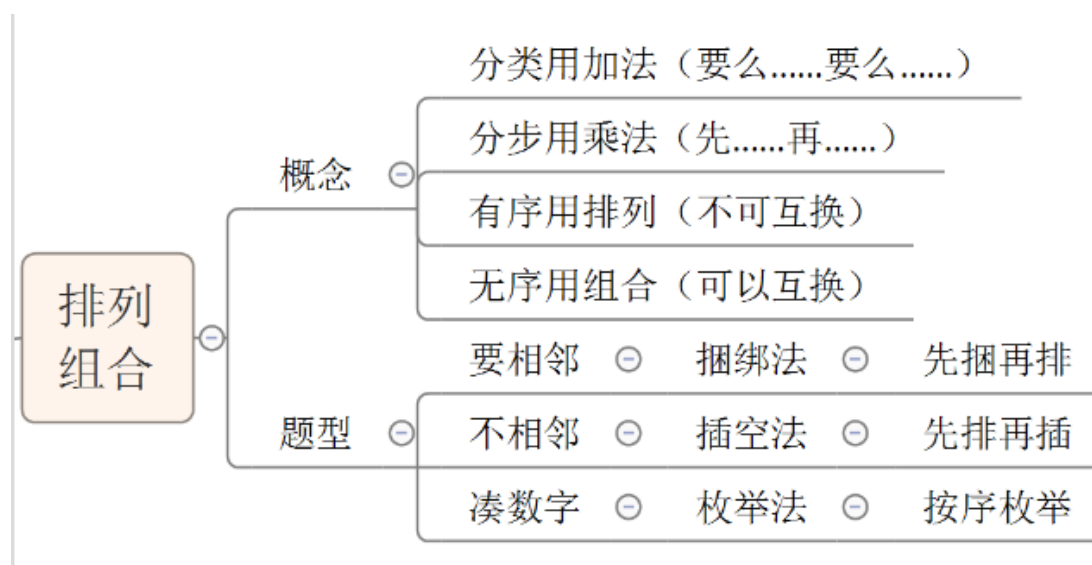 分类用加法（要么……要么……）
分步用乘法（先……再……）
概念
有序用排列（不可互换）
无序用组合（可以互换）
排列
组合
要相邻 捆绑法 先捆再排
题型
不相邻 插空法 先排再插
凑数字 枚举法 按序枚举